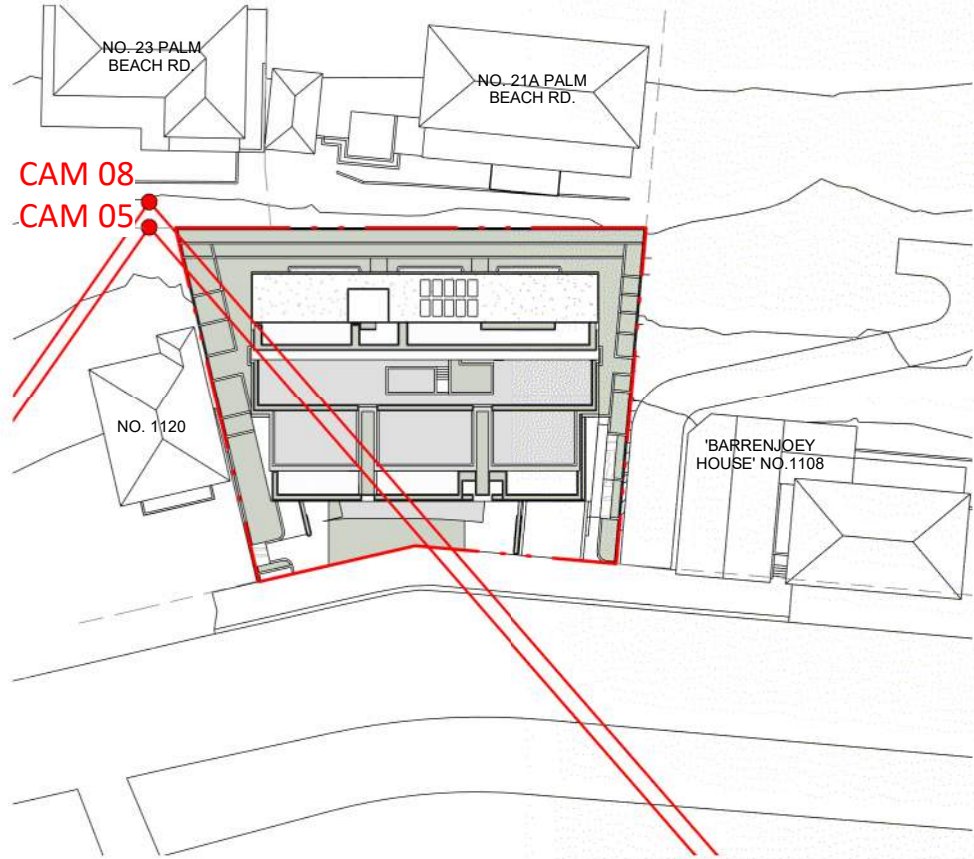 NO. 23 PALM
BEACH RD.
NO. 21A PALM
BEACH RD.
CAM 08
CAM 05
NO. 1120
'BARRENJOEY
HOUSE' NO.1108